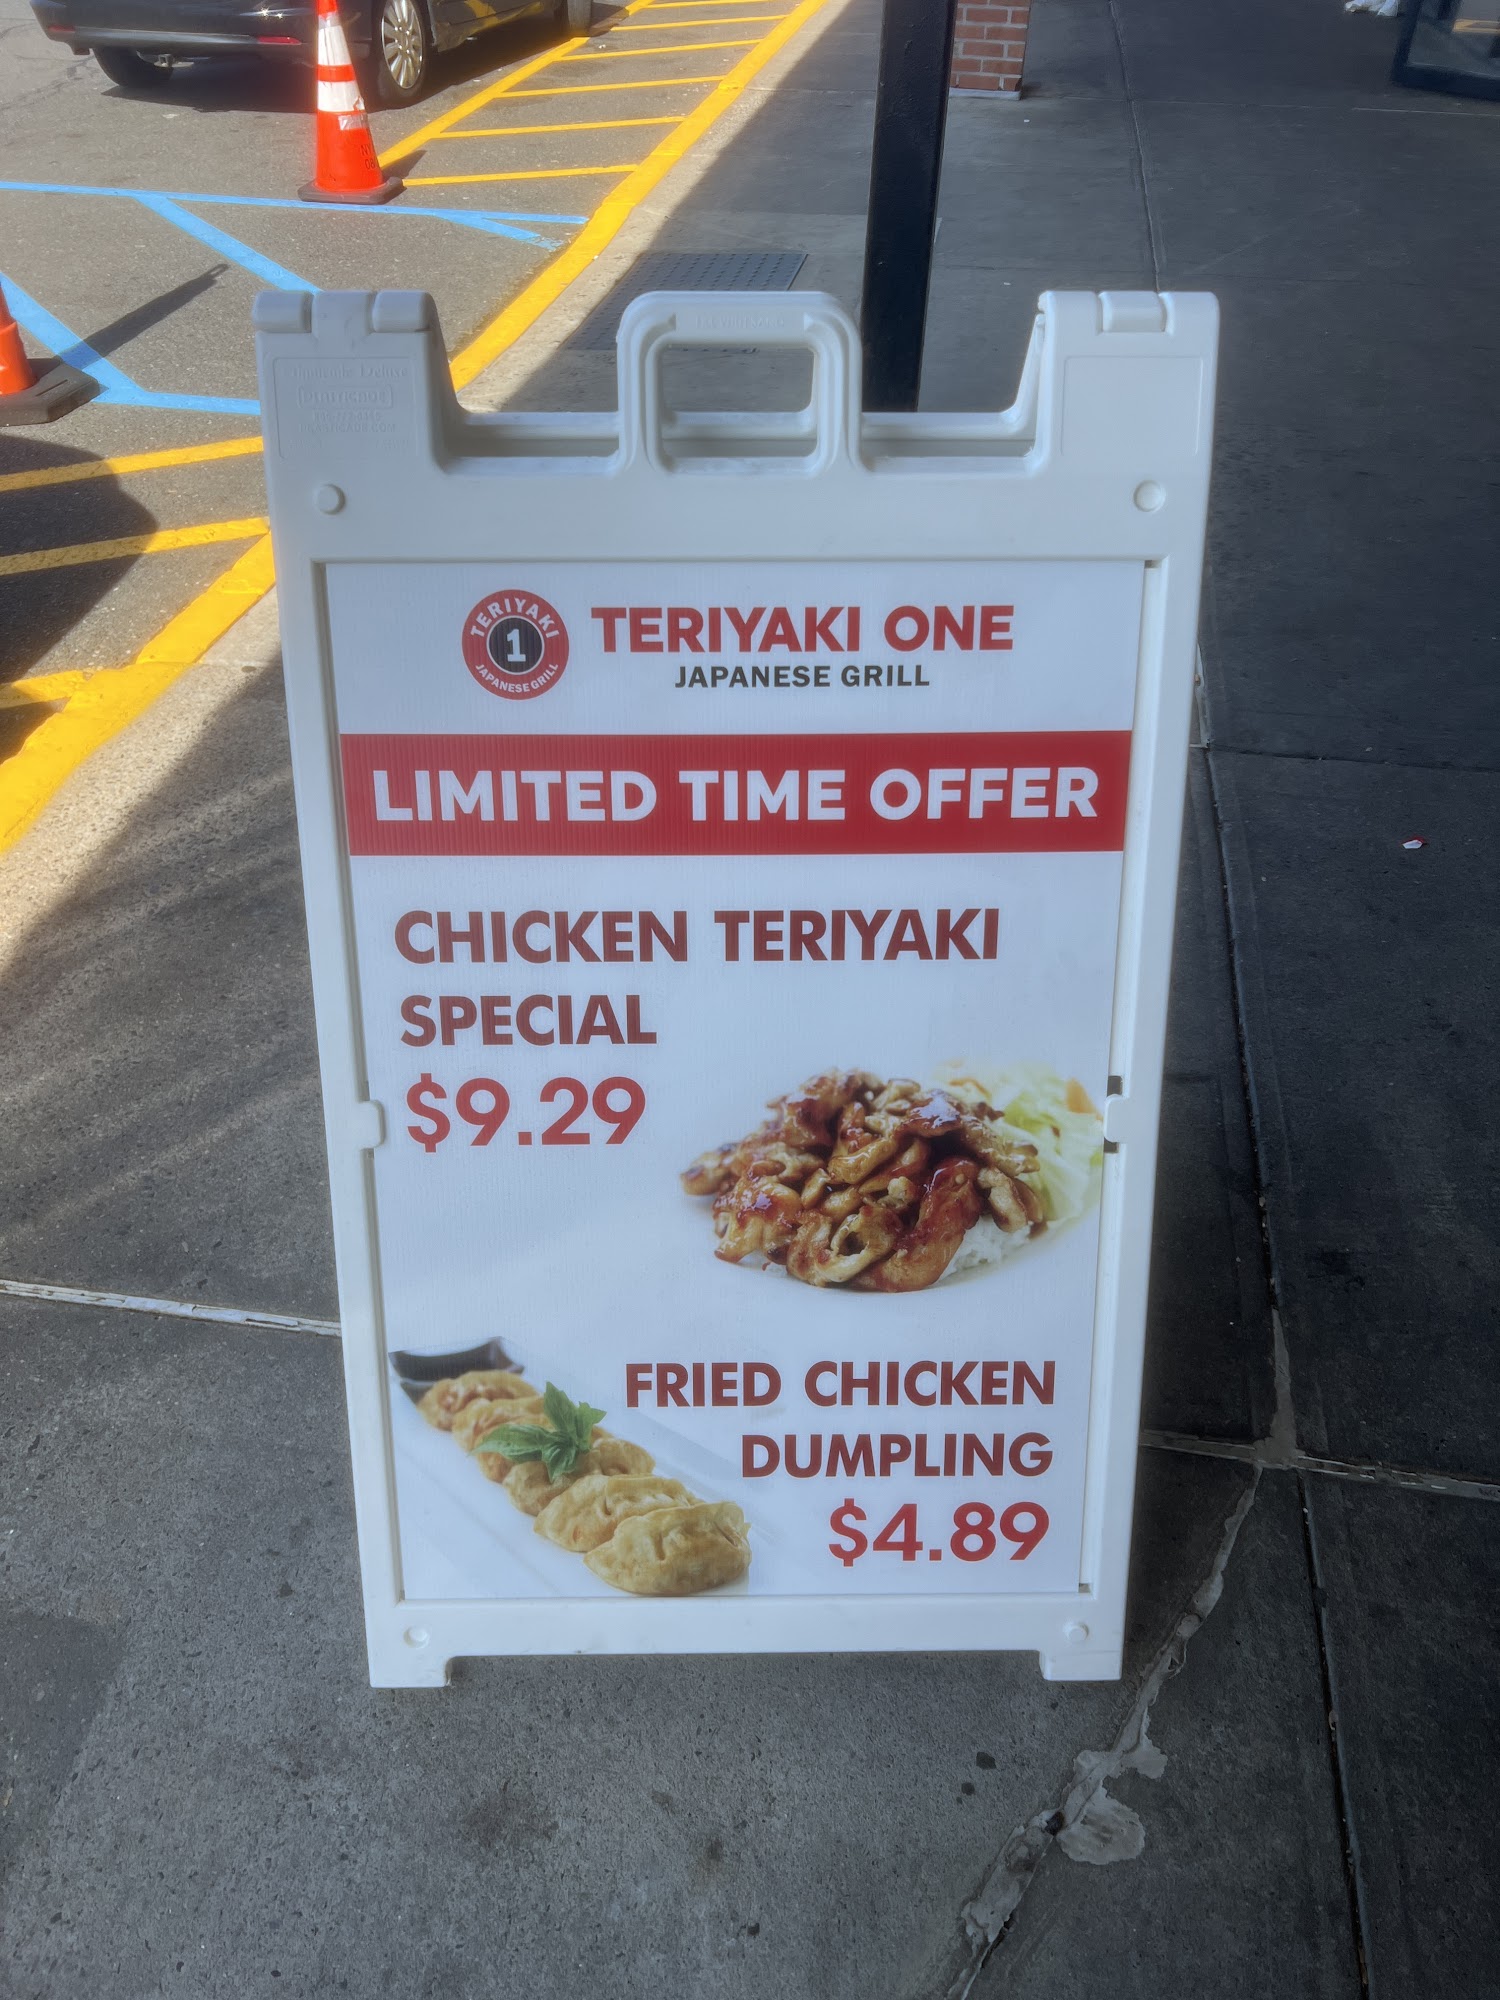 TERIYAKI
1
JAPANESE GRILL
TERIYAKI ONE
JAPANESE GRILL
LIMITED TIME OFFER
CHICKEN TERIYAKI
SPECIAL
$9.29
FRIED CHICKEN
DUMPLING
$4.89